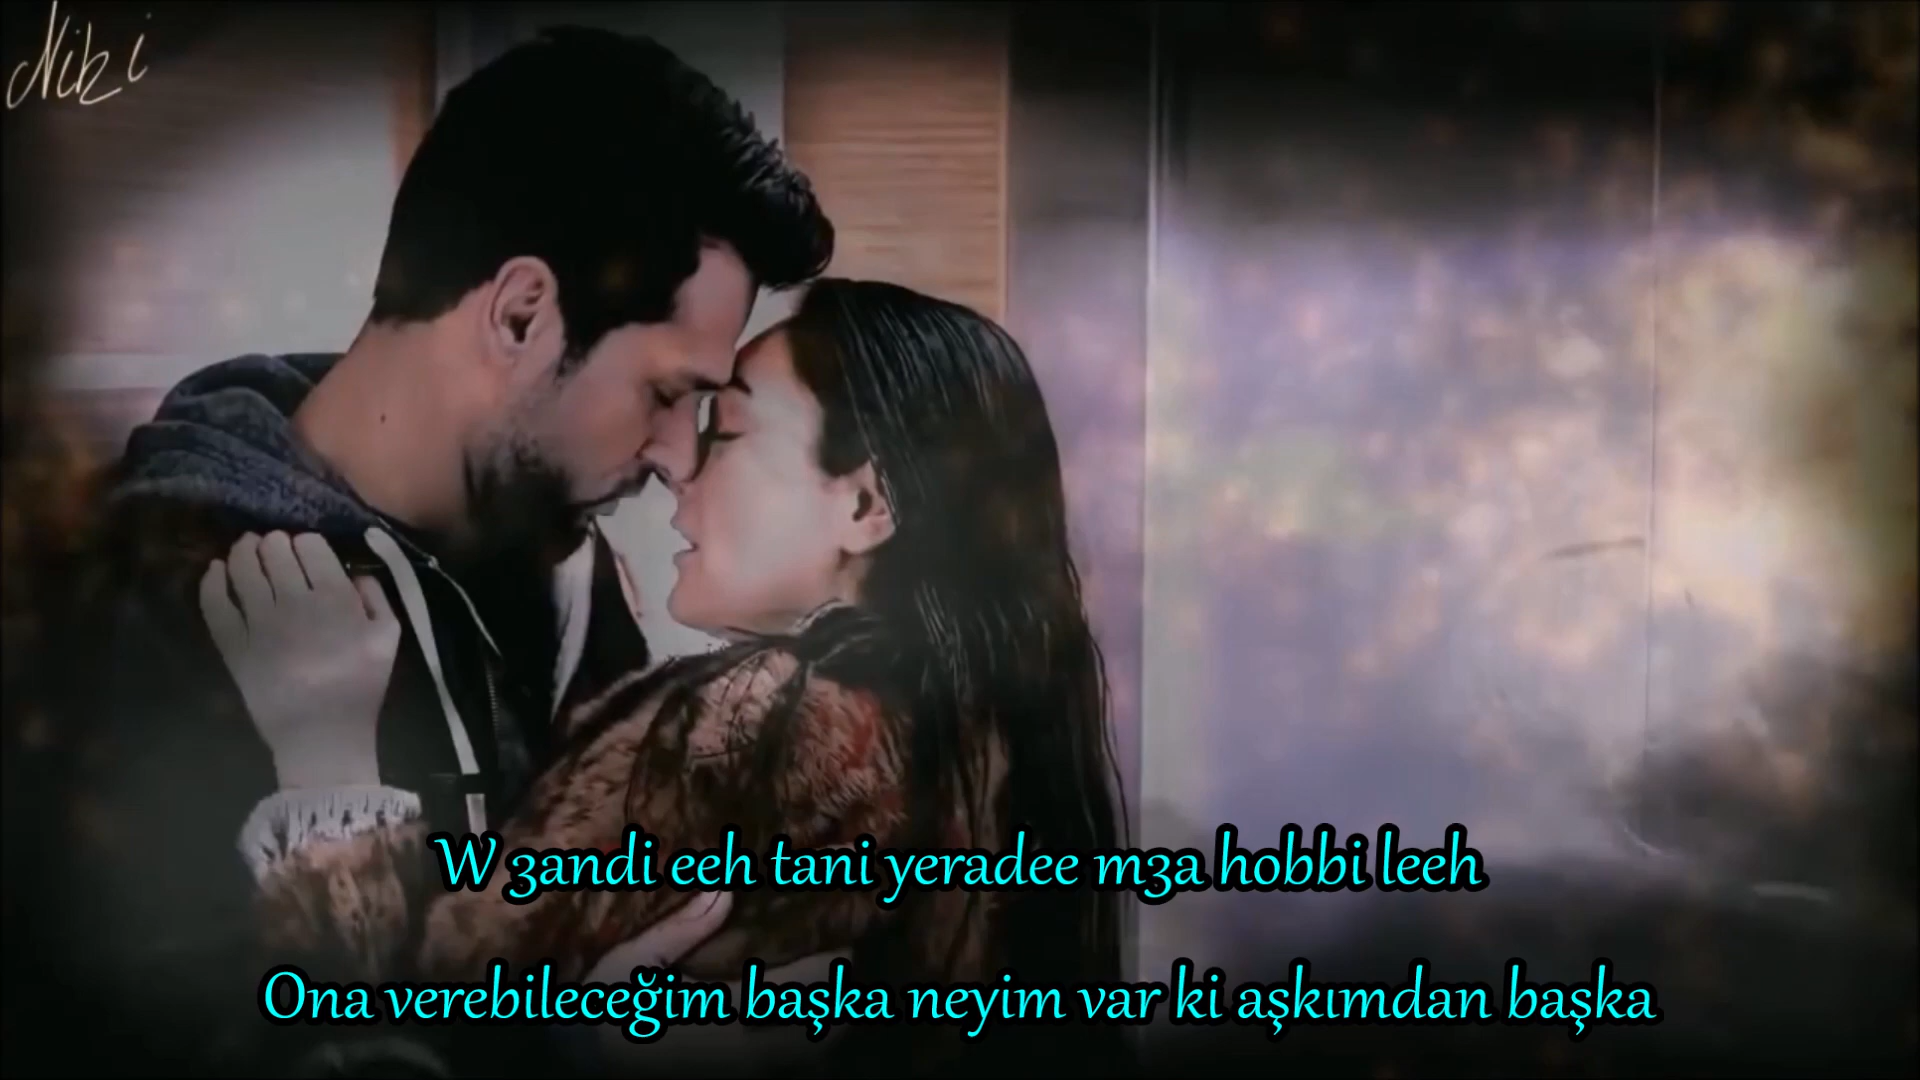 Niki
W 3andi eeh tani yeradee m3a hobbi leeh
Ona verebileceğim başka neyim var ki aşkımdan başka